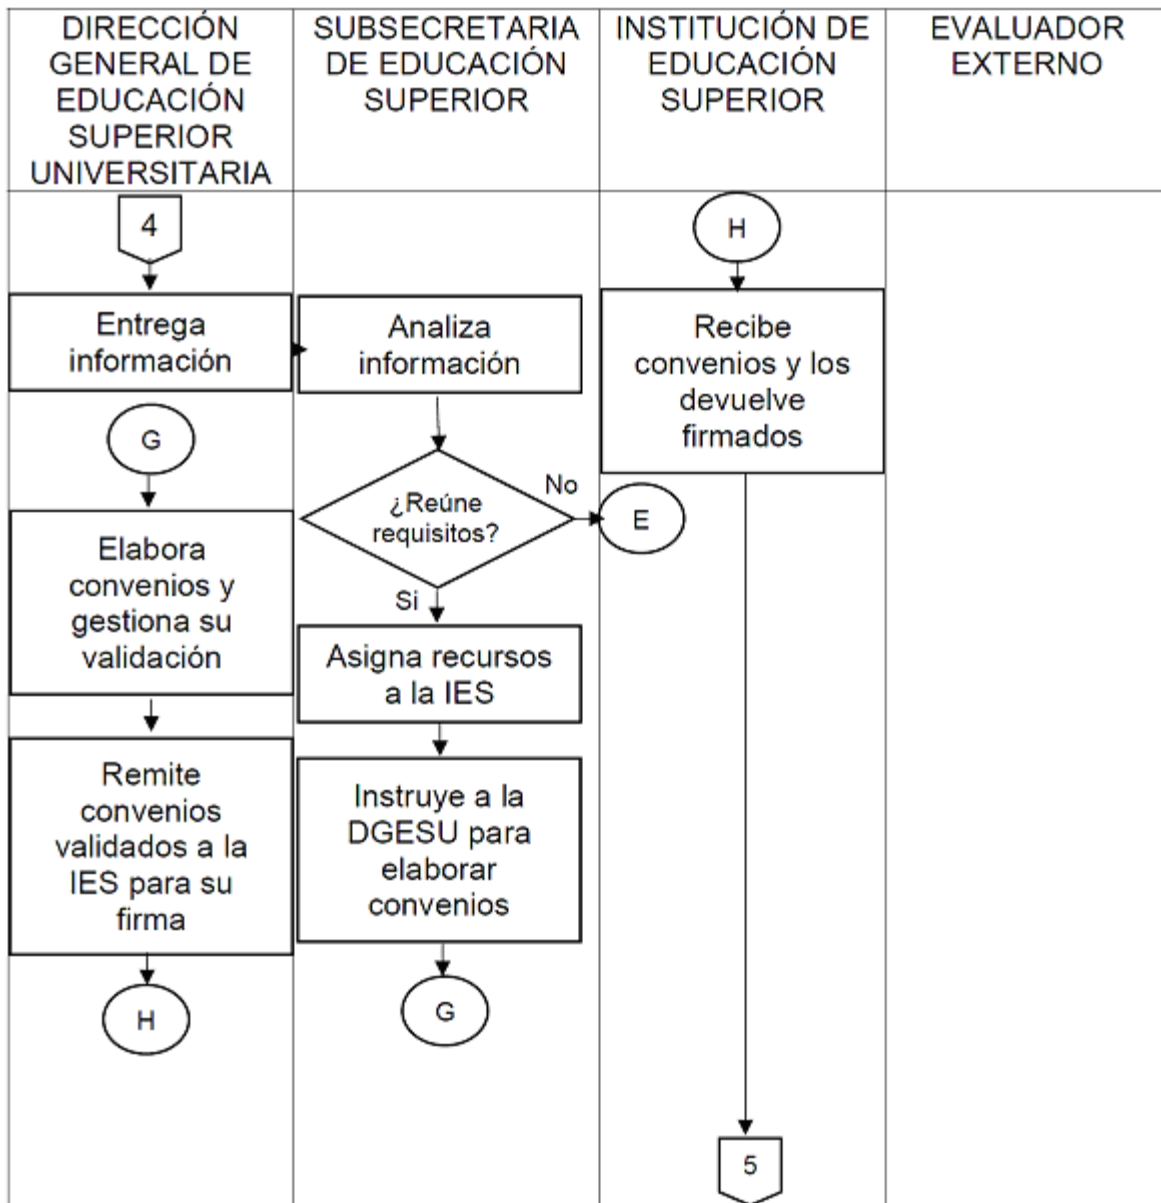 DIRECCIÓN
GENERAL DE
EDUCACIÓN
SUPERIOR
UNIVERSITARIA
SUBSECRETARIA
DE EDUCACIÓN
SUPERIOR
INSTITUCIÓN DE
EDUCACIÓN
SUPERIOR
EVALUADOR
EXTERNO
4
Entrega
información
G
Elabora
convenios y
gestiona su
validación
Remite
convenios
validados a la
IES para su
firma
H
Analiza
información
¿Reúne
requisitos?
No
E
Si
Asigna recursos
a la IES
Instruye a la
DGESU para
elaborar
convenios
G
H
Recibe
convenios y los
devuelve
firmados
5